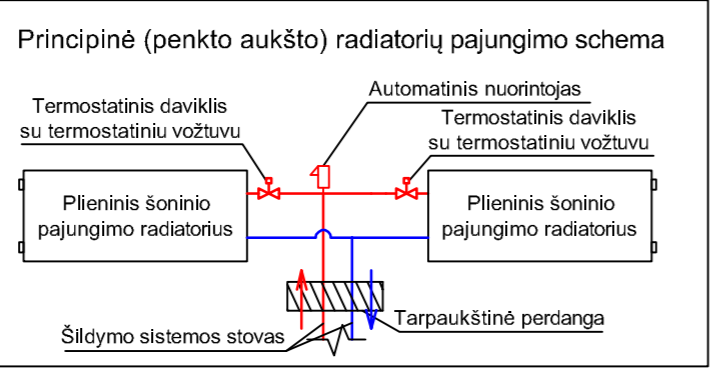 Principinė (penkto aukšto) radiatorių pajungimo schema
Automatinis nuorintojas
Termostatinis daviklis
su termostatiniu vožtuvu
Termostatinis daviklis
su termostatiniu vožtuvu
Plieninis šoninio
pajungimo radiatorius
Plieninis šoninio
pajungimo radiatorius
Tarpaukštinė perdanga
Šildymo sistemos stovas